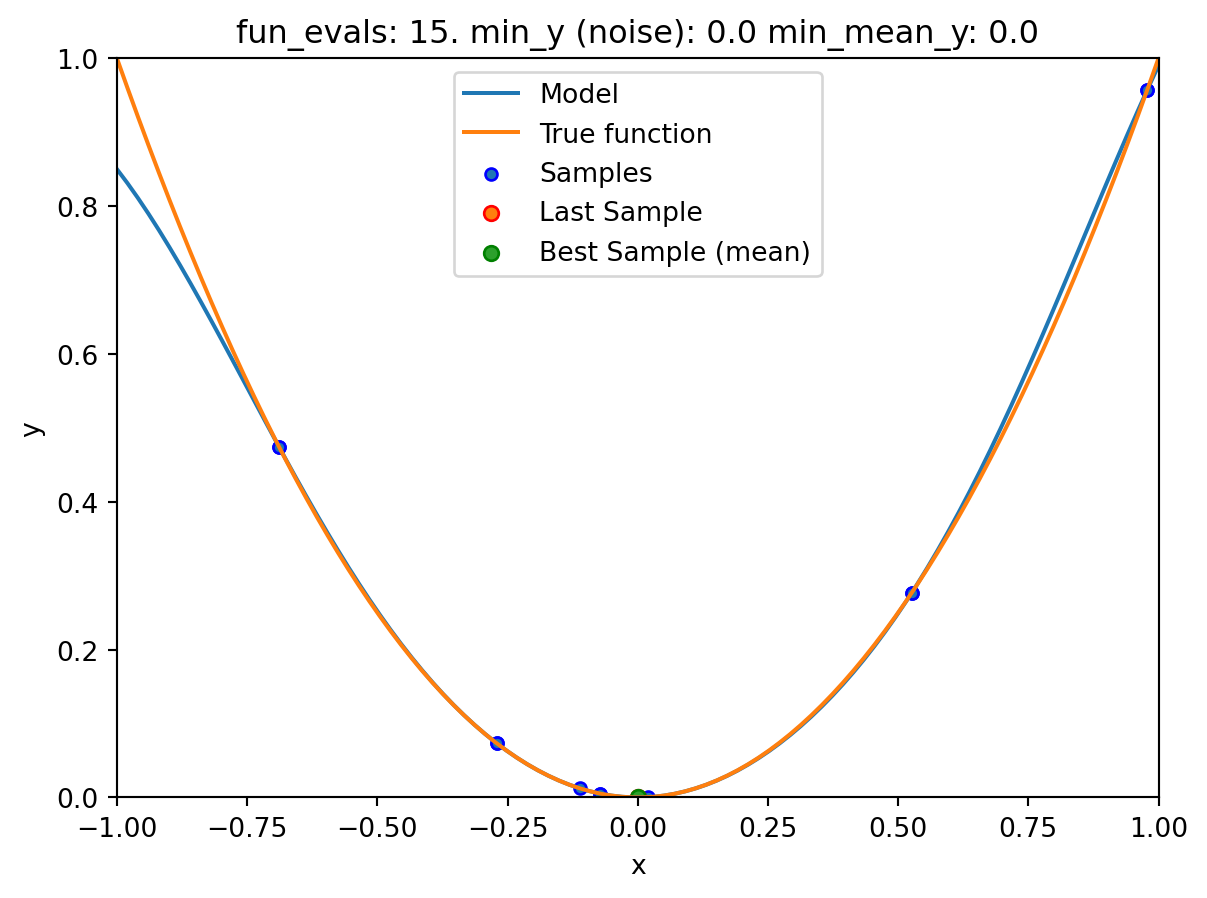 fun_evals: 15. min_y (noise): 0.0 min_mean_y: 0.0
Model
True function
Samples
Last Sample
Best Sample (mean)
1.0
0.8
0.6
0.4
0.2
0.0
y
−1.00 −0.75 −0.50 −0.25 0.00 0.25 0.50 0.75 1.00
x